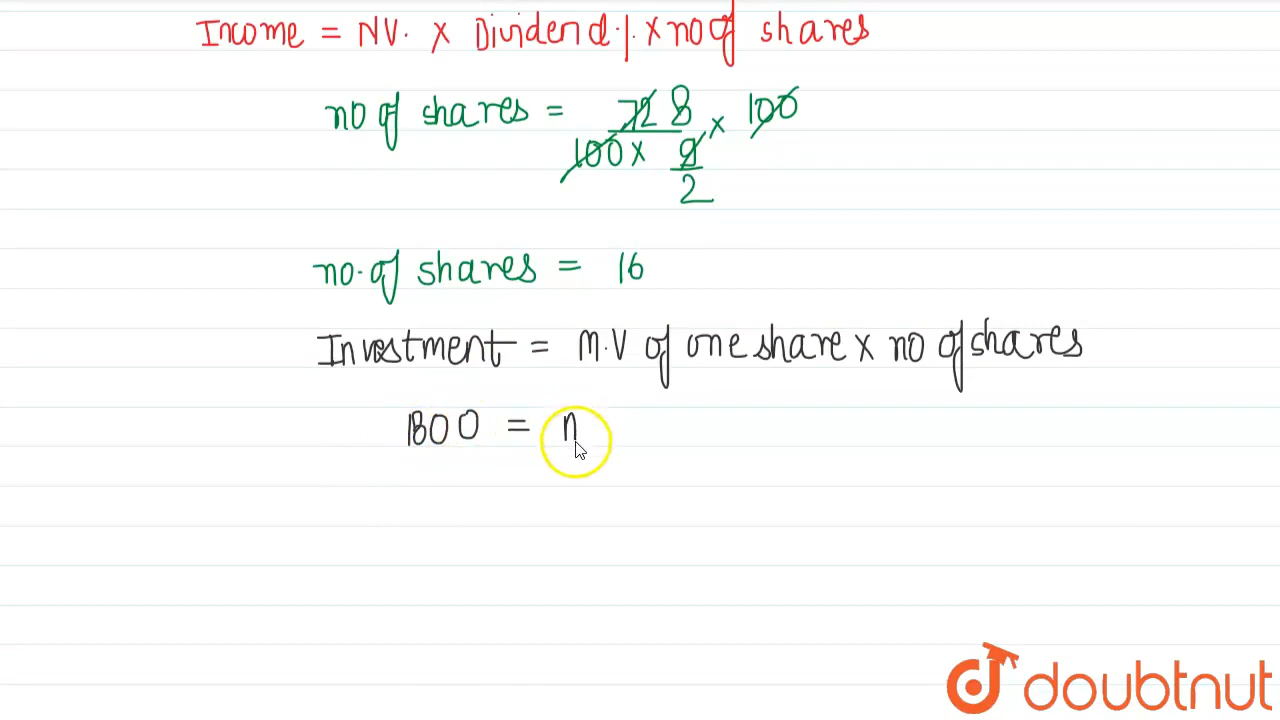 Income = NV. × Dividend % × no of shares
no of shares = 72 8 × 100
100 × 9
2
no. of shares = 16
Investment = M.V of one share × no of shares
1800 = n
doubtnut